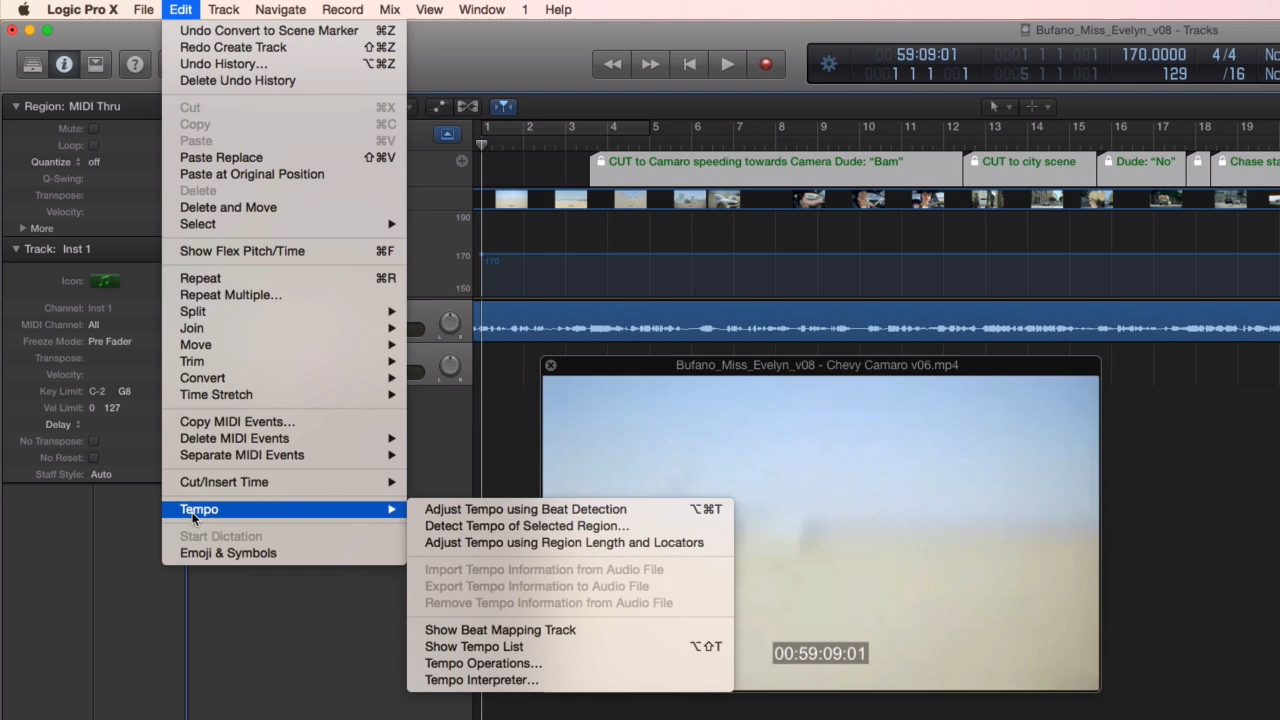 Logic Pro X File Edit Track Navigate Record Mix View Window 1 Help
Bufano_Miss_Evelyn_v08 - Tracks
59:09:01
1 1 1 1
170.0000
129
4/4
/16
Region: MIDI Thru
Mute:
Loop:
Quantize off
Q-Swing:
Transpose:
Velocity:
More
Track: Inst 1
Icon:
Channel: Inst 1
MIDI Channel: All
Freeze Mode: Pre Fader
Transpose:
Velocity:
Key Limit: C-2 G8
Vel Limit: 0 127
Delay
No Transpose:
No Reset:
Staff Style: Auto
Undo Convert to Scene Marker ⌘Z
Redo Create Track ⇧⌘Z
Undo History... ⌥⌘Z
Delete Undo History
Cut ⌘X
Copy ⌘C
Paste ⌘V
Paste Replace ⇧⌘V
Paste at Original Position
Delete
Delete and Move
Select
Show Flex Pitch/Time ⌘F
Repeat ⌘R
Repeat Multiple...
Split
Join
Move
Trim
Convert
Time Stretch
Copy MIDI Events...
Delete MIDI Events
Separate MIDI Events
Cut/Insert Time
Tempo
Start Dictation
Emoji & Symbols
Adjust Tempo using Beat Detection ⌥⌘T
Detect Tempo of Selected Region...
Adjust Tempo using Region Length and Locators
Import Tempo Information from Audio File
Export Tempo Information to Audio File
Remove Tempo Information from Audio File
Show Beat Mapping Track
Show Tempo List ⌥⇧T
Tempo Operations...
Tempo Interpreter...
1 2 3 4 5 6 7 8 9 10 11 12 13 14 15 16 17 18 19
CUT to Camaro speeding towards Camera Dude: “Bam”
CUT to city scene
Dude: “No”
Chase
190
170
170
150
L R
L R
Bufano_Miss_Evelyn_v08 - Chevy Camaro v06.mp4
00:59:09:01